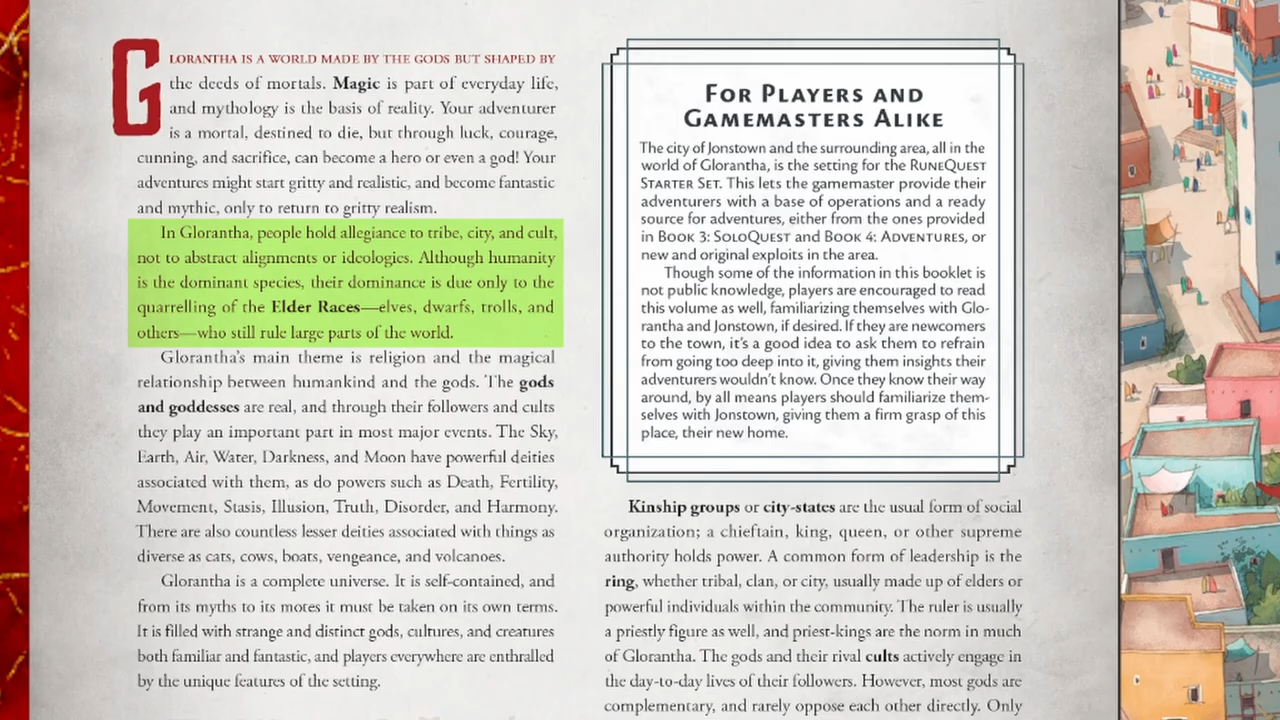 GLORANTHA IS A WORLD MADE BY THE GODS BUT SHAPED BY
the deeds of mortals. Magic is part of everyday life,
and mythology is the basis of reality. Your adventurer
is a mortal, destined to die, but through luck, courage,
cunning, and sacrifice, can become a hero or even a god! Your
adventures might start gritty and realistic, and become fantastic
and mythic, only to return to gritty realism.
In Glorantha, people hold allegiance to tribe, city, and cult,
not to abstract alignments or ideologies. Although humanity
is the dominant species, their dominance is due only to the
quarrelling of the Elder Races—elves, dwarfs, trolls, and
others—who still rule large parts of the world.
Glorantha's main theme is religion and the magical
relationship between humankind and the gods. The gods
and goddesses are real, and through their followers and cults
they play an important part in most major events. The Sky,
Earth, Air, Water, Darkness, and Moon have powerful deities
associated with them, as do powers such as Death, Fertility,
Movement, Stasis, Illusion, Truth, Disorder, and Harmony.
There are also countless lesser deities associated with things as
diverse as cats, cows, boats, vengeance, and volcanoes.
Glorantha is a complete universe. It is self-contained, and
from its myths to its mores it must be taken on its own terms.
It is filled with strange and distinct gods, cultures, and creatures
both familiar and fantastic, and players everywhere are enthralled
by the unique features of the setting.
FOR PLAYERS AND
GAMEMASTERS ALIKE
The city of Jonstown and the surrounding area, all in the
world of Glorantha, is the setting for the RUNEQUEST
STARTER SET. This lets the gamemaster provide their
adventurers with a base of operations and a ready
source for adventures, either from the ones provided
in BOOK 3: SOLOQUEST and BOOK 4: ADVENTURES, or
new and original exploits in the area.
Though some of the information in this booklet is
not public knowledge, players are encouraged to read
this volume as well, familiarizing themselves with Glo-
rantha and Jonstown, if desired. If they are newcomers
to the town, it's a good idea to ask them to refrain
from going too deep into it, giving them insights their
adventurers wouldn't know. Once they know their way
around, by all means players should familiarize them-
selves with Jonstown, giving them a firm grasp of this
place, their new home.
Kinship groups or city-states are the usual form of social
organization; a chieftain, king, queen, or other supreme
authority holds power. A common form of leadership is the
ring, whether tribal, clan, or city, usually made up of elders or
powerful individuals within the community. The ruler is usually
a priestly figure as well, and priest-kings are the norm in much
of Glorantha. The gods and their rival cults actively engage in
the day-to-day lives of their followers. However, most gods are
complementary, and rarely oppose each other directly. Only